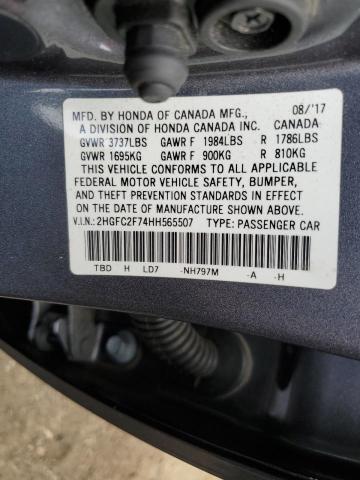 MFD. BY HONDA OF CANADA MFG., 08/'17
A DIVISION OF HONDA CANADA INC. CANADA
GVWR 3737LBS GAWR F 1984LBS R 1786LBS
GVWR 1695KG GAWR F 900KG R 810KG
THIS VEHICLE CONFORMS TO ALL APPLICABLE
FEDERAL MOTOR VEHICLE SAFETY, BUMPER,
AND THEFT PREVENTION STANDARDS IN EFFECT ON THE
DATE OF MANUFACTURE SHOWN ABOVE.
V.I.N.: 2HGFC2F74HH565507 TYPE: PASSENGER CAR
TBD H LD7 -NH797M -A -H